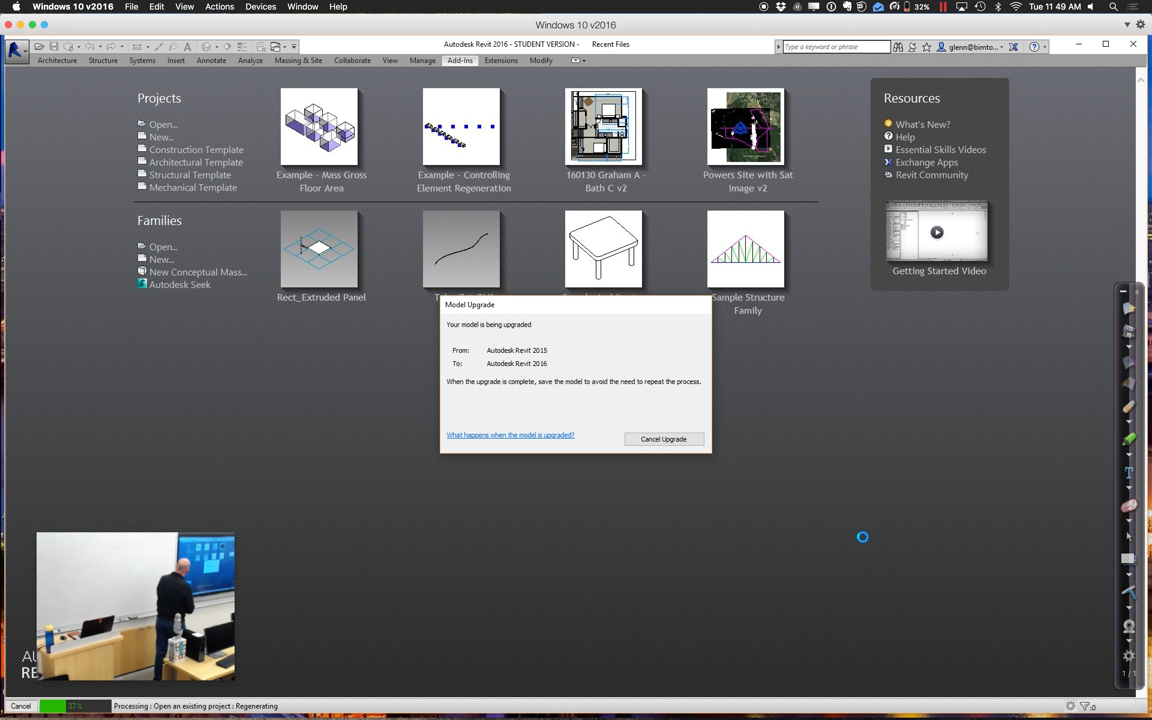 Windows 10 v2016 File Edit View Actions Devices Window Help
32% Tue 11 49 AM
Windows 10 v2016
Autodesk Revit 2016 - STUDENT VERSION - Recent Files
Type a keyword or phrase
glenn@bimto...
Architecture Structure Systems Insert Annotate Analyze Massing & Site Collaborate View Manage Add-Ins Extensions Modify
Projects
Open...
New...
Construction Template
Architectural Template
Structural Template
Mechanical Template
Example - Mass Gross
Floor Area
Example - Controlling
Element Regeneration
160130 Graham A -
Bath C v2
Powers Site with Sat
Image v2
Families
Open...
New...
New Conceptual Mass...
Autodesk Seek
Rect_Extruded Panel
Sample Structure
Family
Resources
What's New?
Help
Essential Skills Videos
Exchange Apps
Revit Community
Getting Started Video
Model Upgrade
Your model is being upgraded
From: Autodesk Revit 2015
To: Autodesk Revit 2016
When the upgrade is complete, save the model to avoid the need to repeat the process.
What happens when the model is upgraded?
Cancel Upgrade
1 / 1
Cancel 37% Processing : Open an existing project : Regenerating
:0